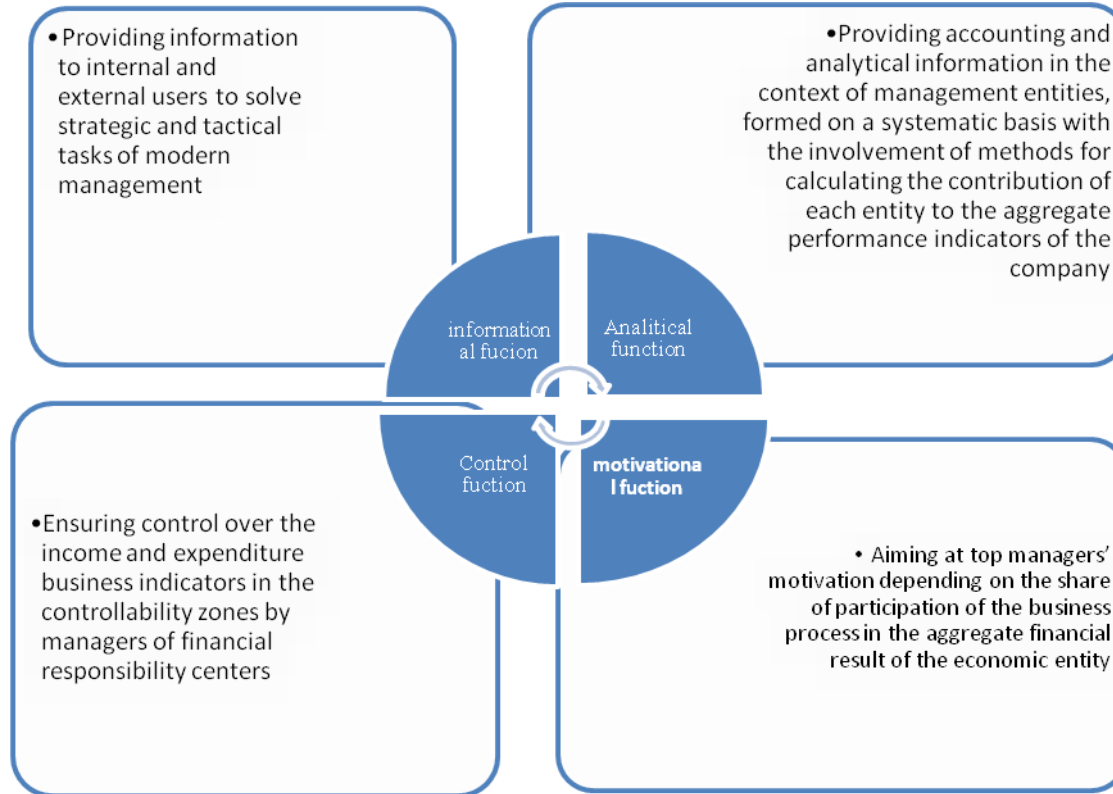 •Providing information
to internal and
external users to solve
strategic and tactical
tasks of modern
management
•Providing accounting and
analytical information in the
context of management entities,
formed on a systematic basis with
the involvement of methods for
calculating the contribution of
each entity to the aggregate
performance indicators of the
company
information
al fucion
Analitical
function
Control
fuction
motivationa
l fuction
•Ensuring control over the
income and expenditure
business indicators in the
controllability zones by
managers of financial
responsibility centers
• Aiming at top managers’
motivation depending on the share
of participation of the business
process in the aggregate financial
result of the economic entity